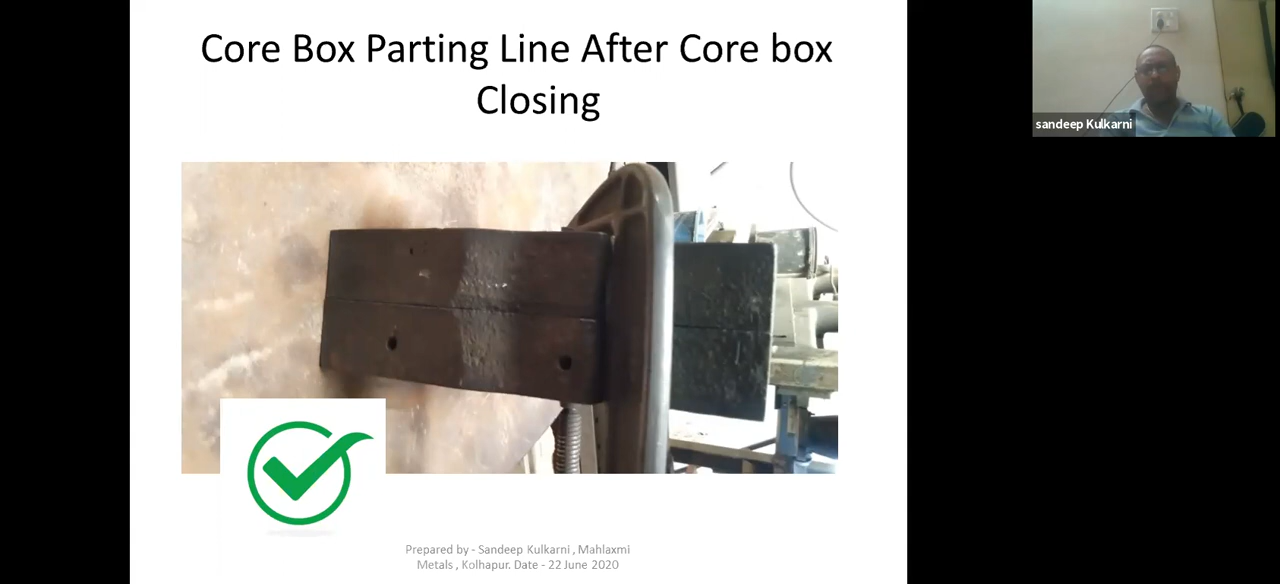 Core Box Parting Line After Core box
Closing
sandeep Kulkarni
Prepared by - Sandeep Kulkarni , Mahlaxmi
Metals , Kolhapur. Date - 22 June 2020